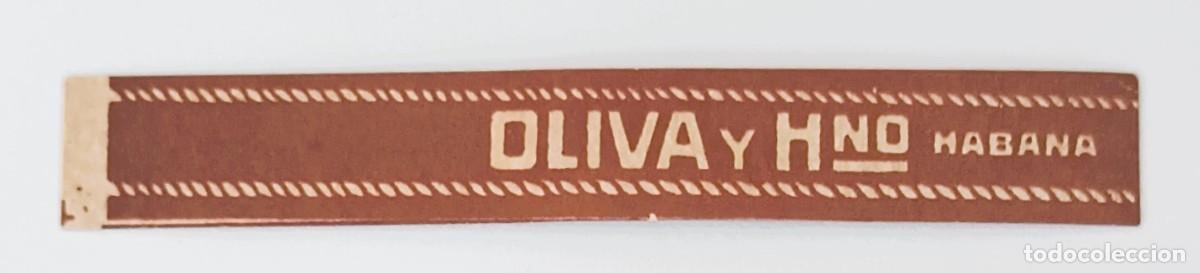 OLIVA Y HNO HABANA
todocoleccion